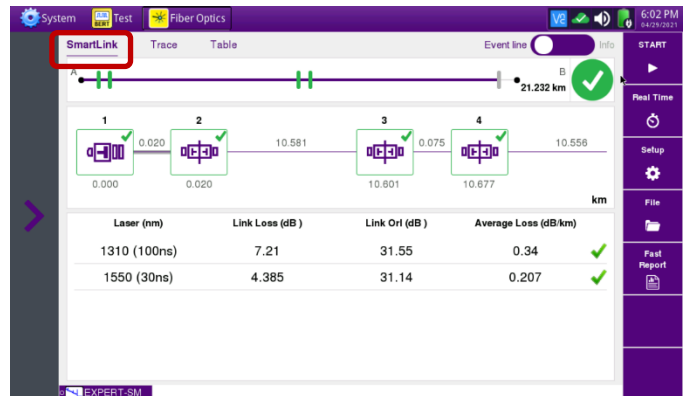 System Test Fiber Optics V2 6:02 PM
04/29/2021
SmartLink Trace Table Event line Info START
A B
21.232 km
Real Time
1 2 3 4
0.020 10.581 0.075 10.556
Setup
0.000 0.020 10.601 10.677
km
File
Laser (nm) Link Loss (dB ) Link Orl (dB ) Average Loss (dB/km)
1310 (100ns) 7.21 31.55 0.34
Fast
Report
1550 (30ns) 4.385 31.14 0.207
EXPERT-SM